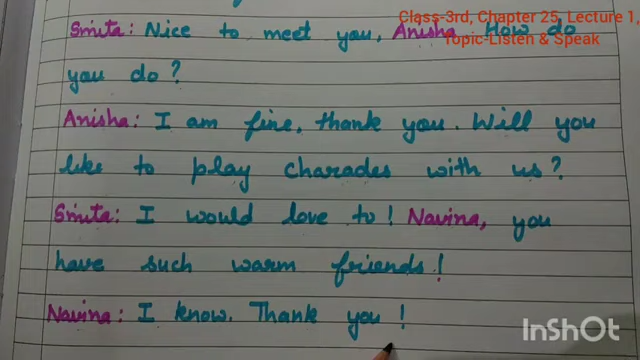 Class-3rd, Chapter 25, Lecture 1,
Topic-Listen & Speak
Smita: Nice to meet you, Anisha. How do
you do?
Anisha: I am fine, thank you. Will you
like to play charades with us?
Smita: I would love to! Navina, you
have such warm friends!
Navina: I know. Thank you!
InShOt